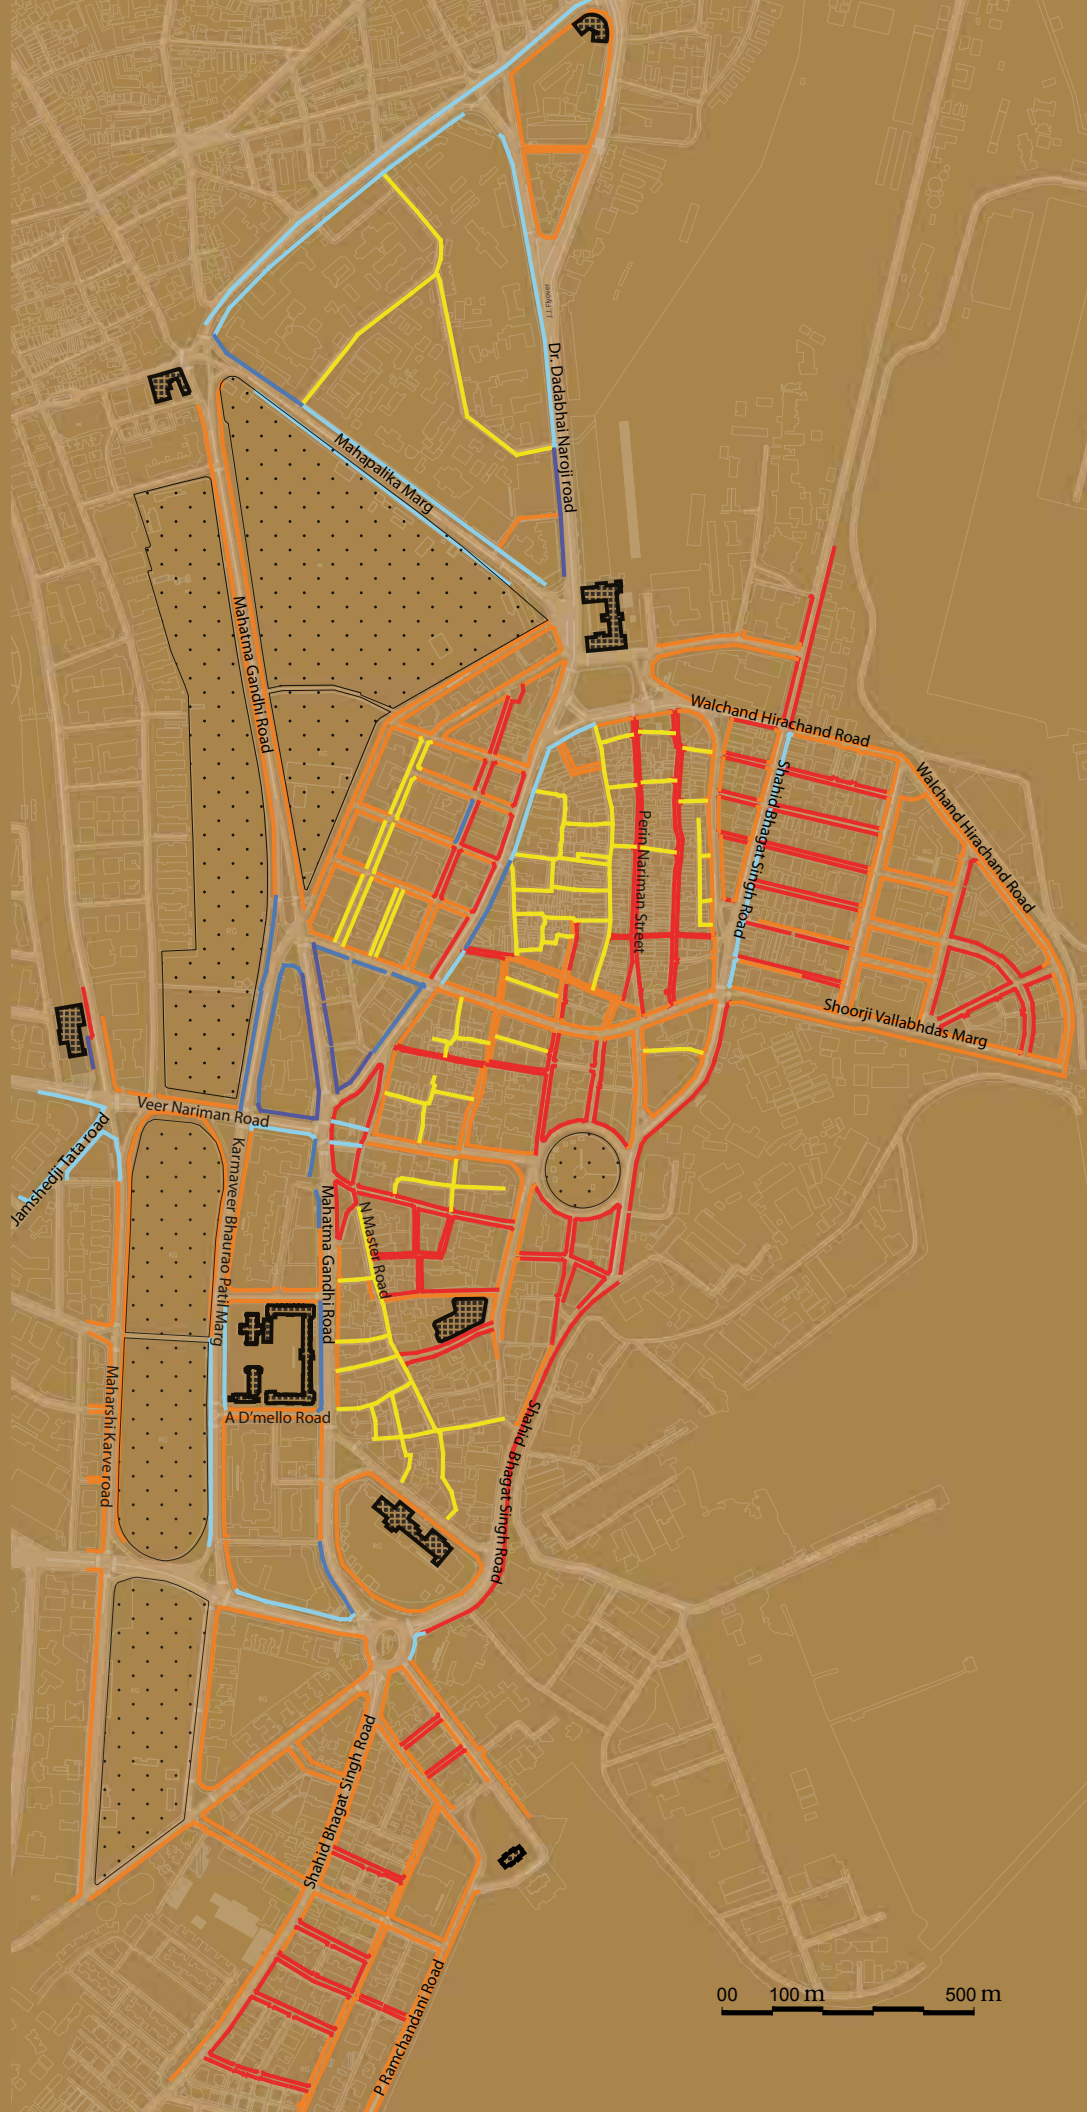 J.J. Flyover
Dr. Dadabhai Naroji road
Mahapalika Marg
Mahatma Gandhi Road
Walchand Hirachand Road
Walchand Hirachand Road
Shahid Bhagat Singh Road
Perin Nariman Street
Shoorji Vallabhdas Marg
Veer Nariman Road
Jamshedji Tata road
Karmaveer Bhaurao Patil Marg
Mahatma Gandhi Road
N Master Road
Maharshi Karve road
A D'mello Road
Shahid Bhagat Singh Road
Shahid Bhagat Singh Road
P Ramchandani Road
00 100 m 500 m